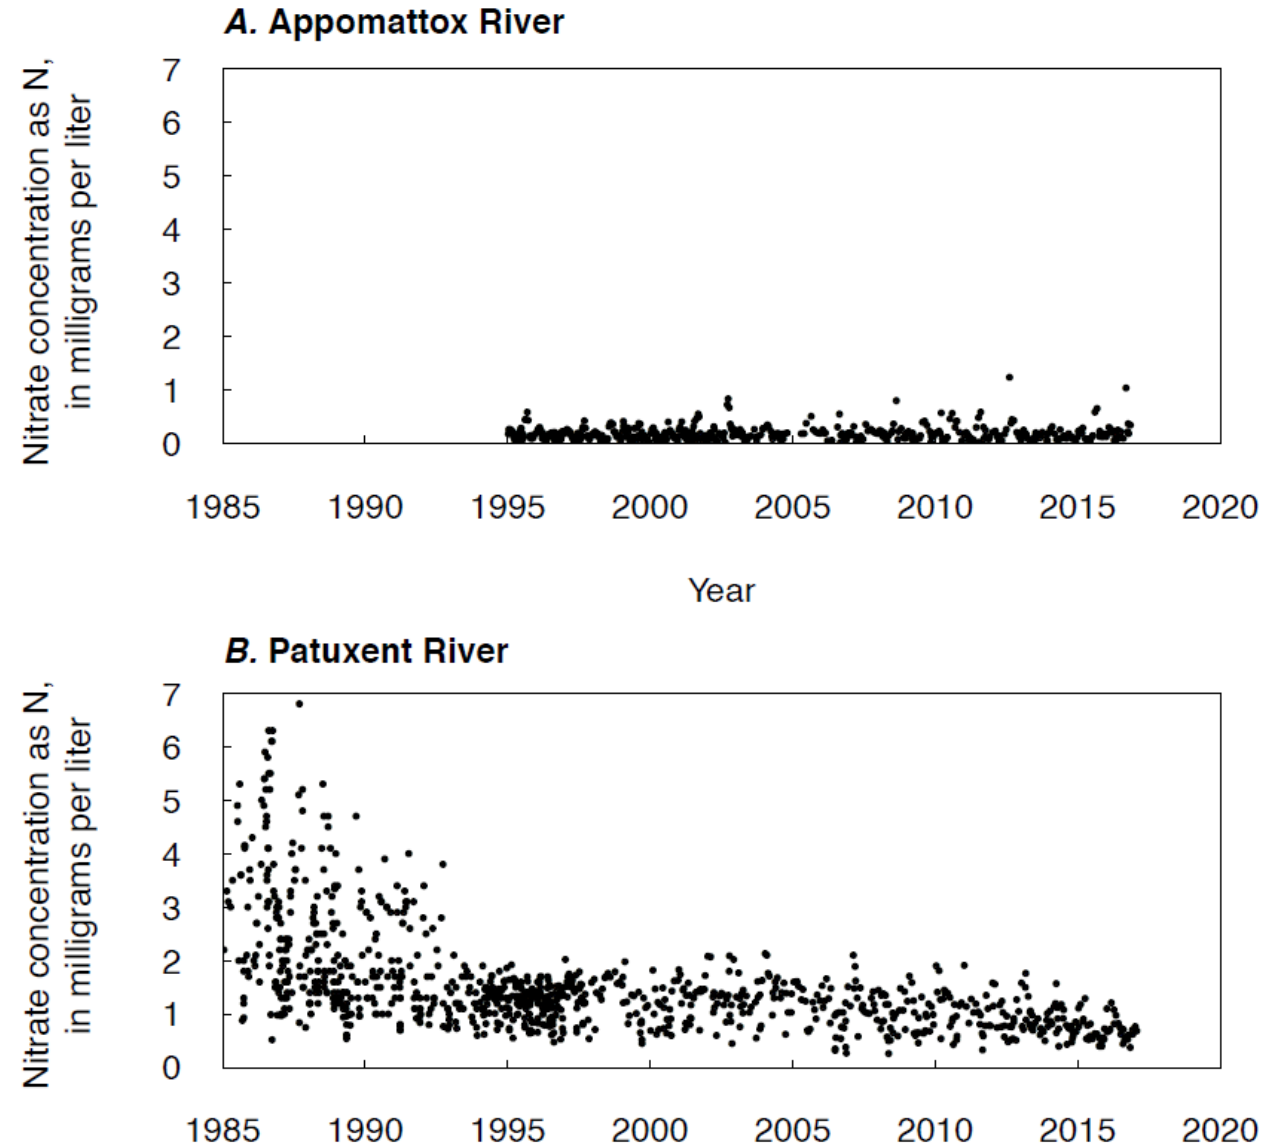 A. Appomattox River
Nitrate concentration as N,
in milligrams per liter
7
6
5
4
3
2
1
0
1985 1990 1995 2000 2005 2010 2015 2020
Year
B. Patuxent River
Nitrate concentration as N,
in milligrams per liter
7
6
5
4
3
2
1
0
1985 1990 1995 2000 2005 2010 2015 2020